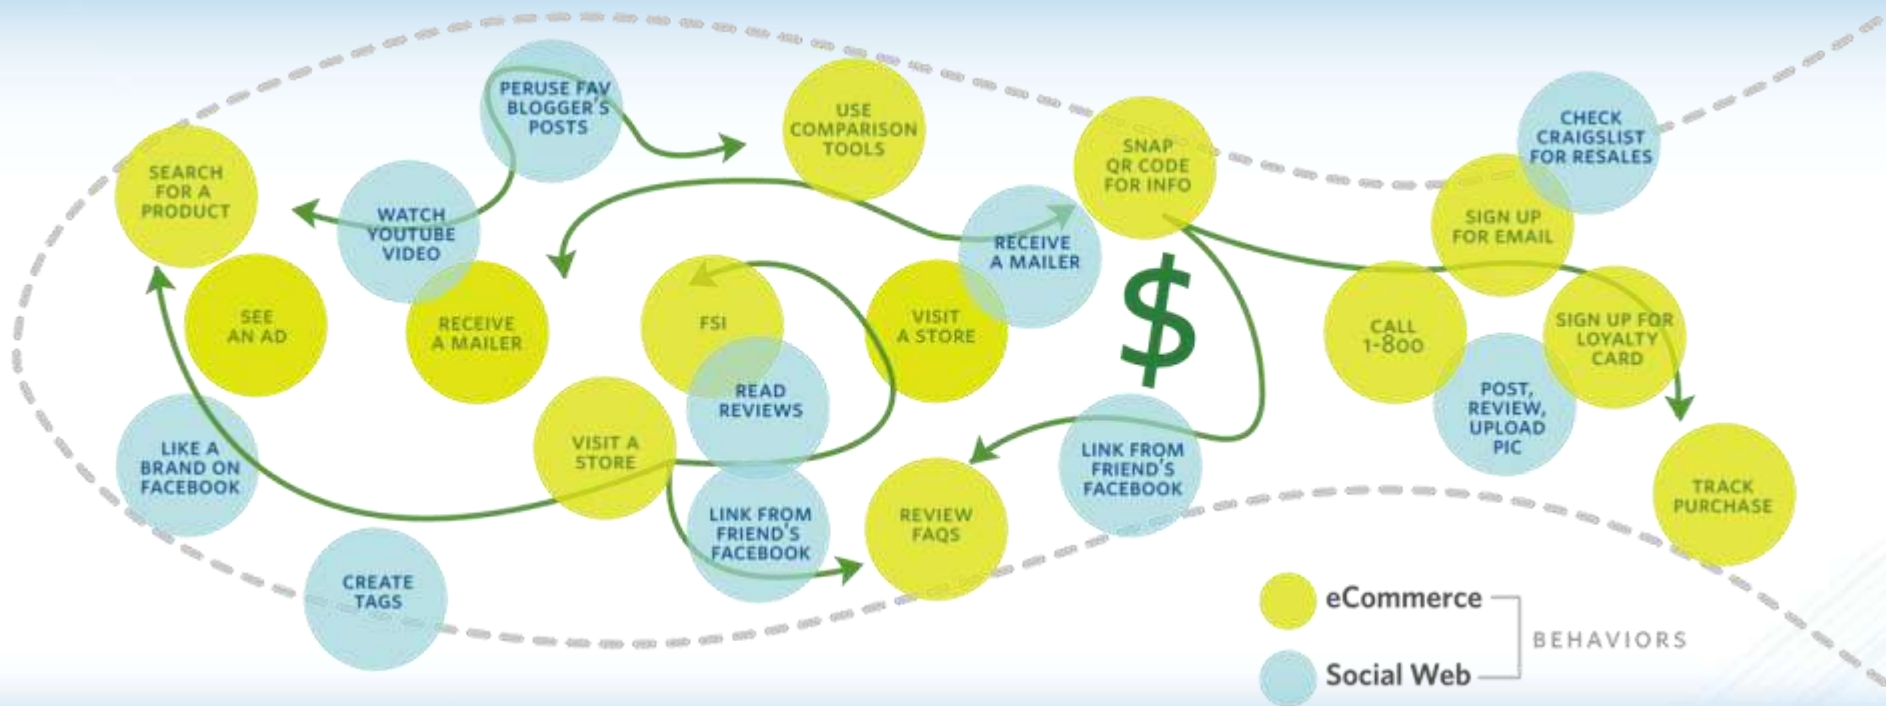 PERUSE FAV
BLOGGER'S
POSTS
USE
COMPARISON
TOOLS
CHECK
CRAIGSLIST
FOR RESALES
SEARCH
FOR A
PRODUCT
SNAP
QR CODE
FOR INFO
WATCH
YOUTUBE
VIDEO
RECEIVE
A MAILER
SIGN UP
FOR EMAIL
SEE
AN AD
RECEIVE
A MAILER
FSI
VISIT
A STORE
$
CALL
1-800
SIGN UP FOR
LOYALTY
CARD
READ
REVIEWS
POST,
REVIEW,
UPLOAD
PIC
LIKE A
BRAND ON
FACEBOOK
VISIT A
STORE
LINK FROM
FRIEND'S
FACEBOOK
TRACK
PURCHASE
LINK FROM
FRIEND'S
FACEBOOK
REVIEW
FAQS
CREATE
TAGS
eCommerce
BEHAVIORS
Social Web